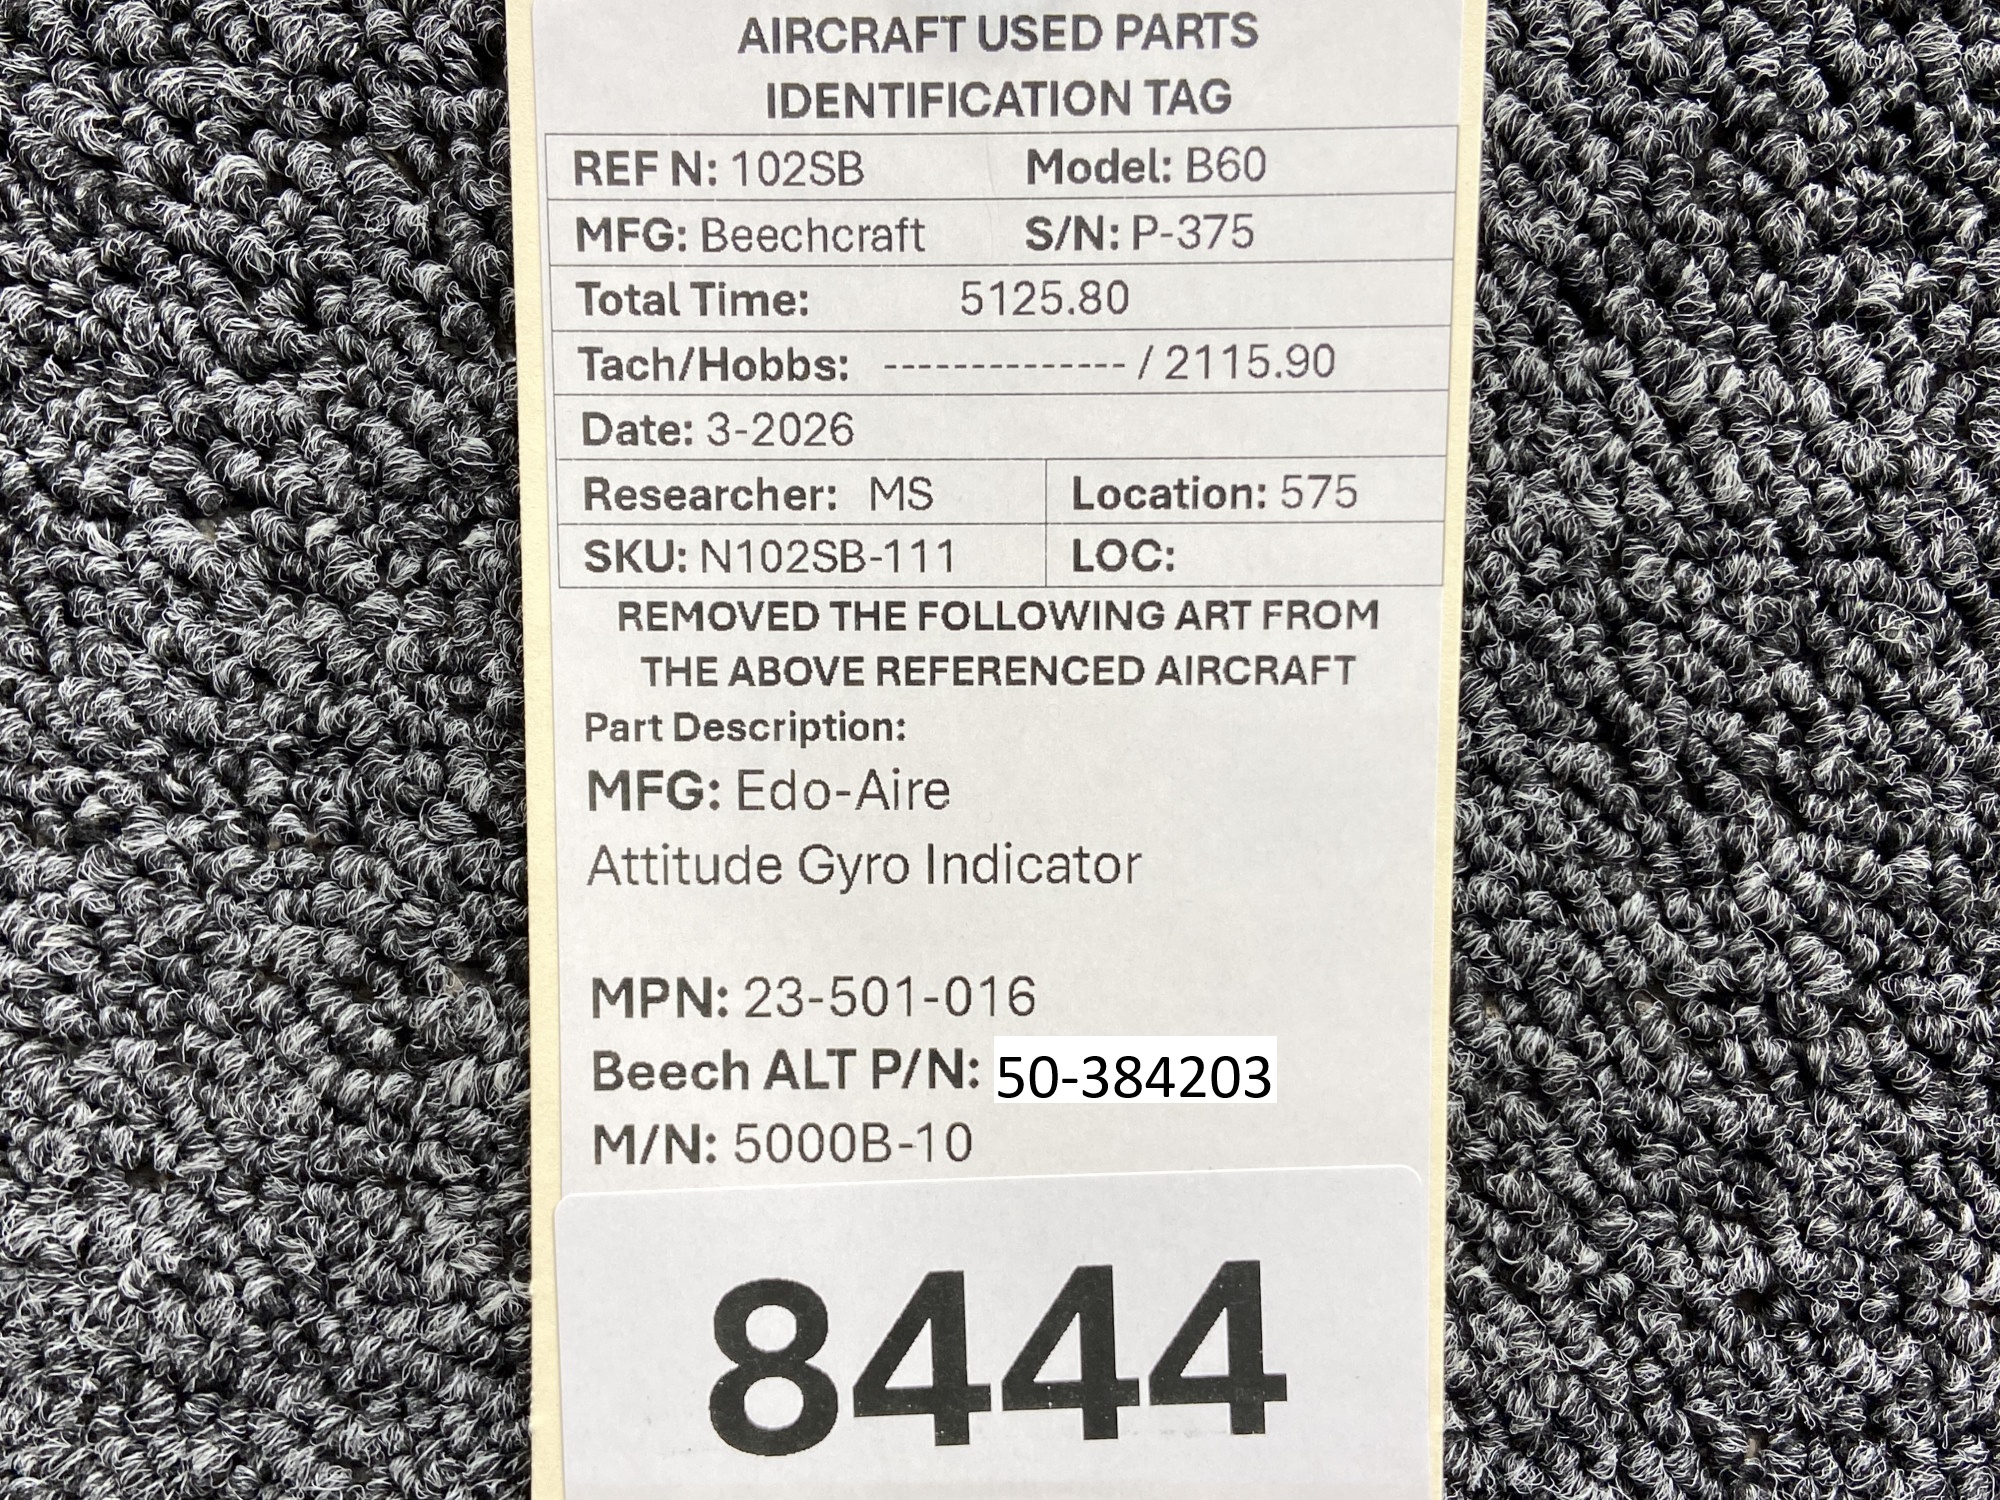 AIRCRAFT USED PARTS
IDENTIFICATION TAG
REF N: 102SB Model: B60
MFG: Beechcraft S/N: P-375
Total Time: 5125.80
Tach/Hobbs: -------------- / 2115.90
Date: 3-2026
Researcher: MS Location: 575
SKU: N102SB-111 LOC:
REMOVED THE FOLLOWING ART FROM
THE ABOVE REFERENCED AIRCRAFT
Part Description:
MFG: Edo-Aire
Attitude Gyro Indicator
MPN: 23-501-016
Beech ALT P/N: 50-384203
M/N: 5000B-10
8444